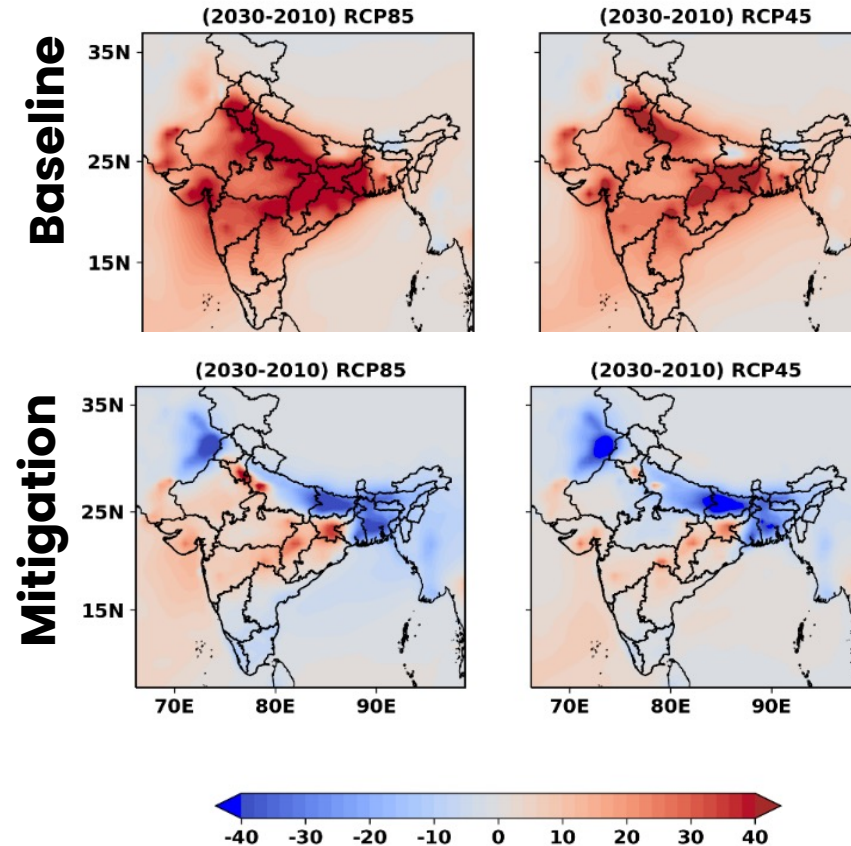 Baseline
(2030-2010) RCP85
(2030-2010) RCP45
35N
25N
15N
Mitigation
(2030-2010) RCP85
(2030-2010) RCP45
35N
25N
15N
70E 80E 90E
70E 80E 90E
-40 -30 -20 -10 0 10 20 30 40